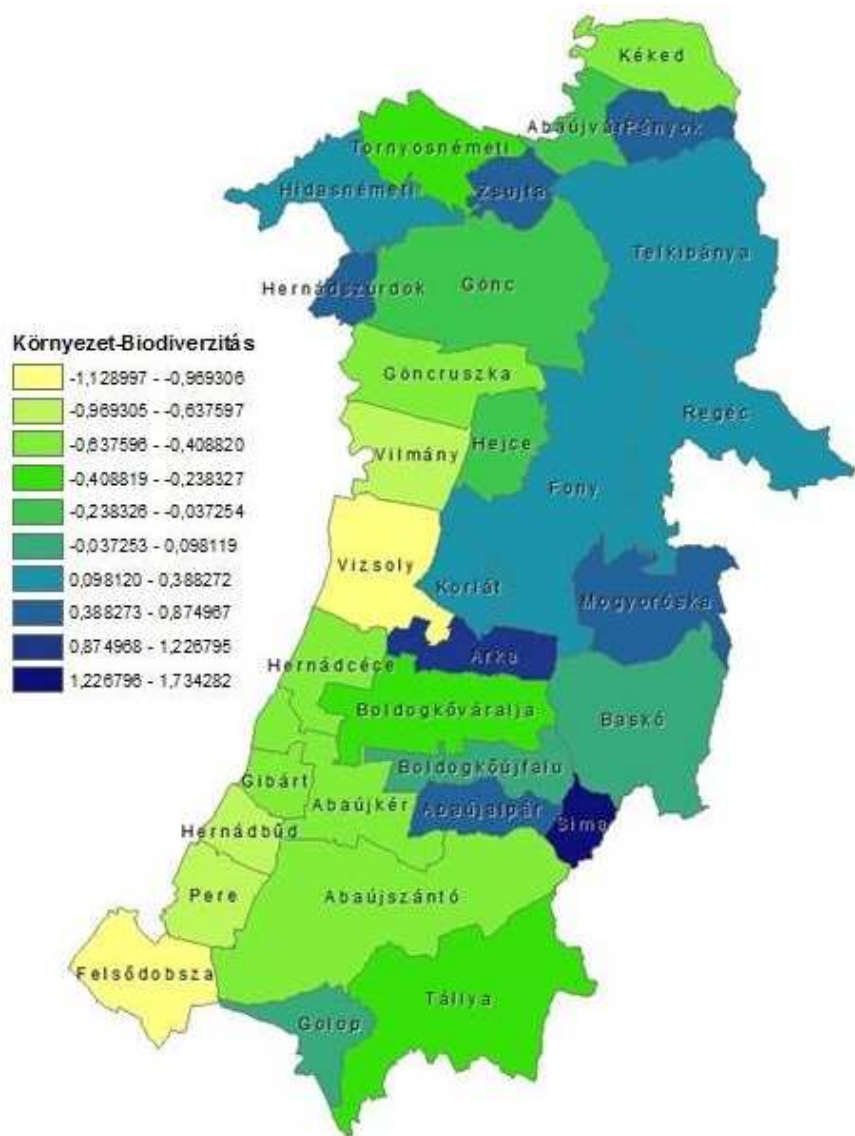 Kéked
Abaújvár
Pányok
Tornyosnémeti
Hidasnémeti
Zsujta
Telkibánya
Hernádszurdok
Gönc
Környezet-Biodiverzitás
-1,128997 - -0,969306
-0,969305 - -0,637597
-0,637596 - -0,408820
-0,408819 - -0,238327
-0,238326 - -0,037254
-0,037253 - 0,098119
0,098120 - 0,388272
0,388273 - 0,874967
0,874968 - 1,226795
1,226796 - 1,734282
Göncruszka
Regéc
Hejce
Vilmány
Fony
Vizsoly
Korlát
Mogyoróska
Hernádcéce
Arka
Boldogkőváralja
Baskó
Boldogkőújfalu
Gibárt
Abaújkér
Abaújalpár
Sima
Hernádbűd
Pere
Abaújszántó
Felsődobsza
Tállya
Golop